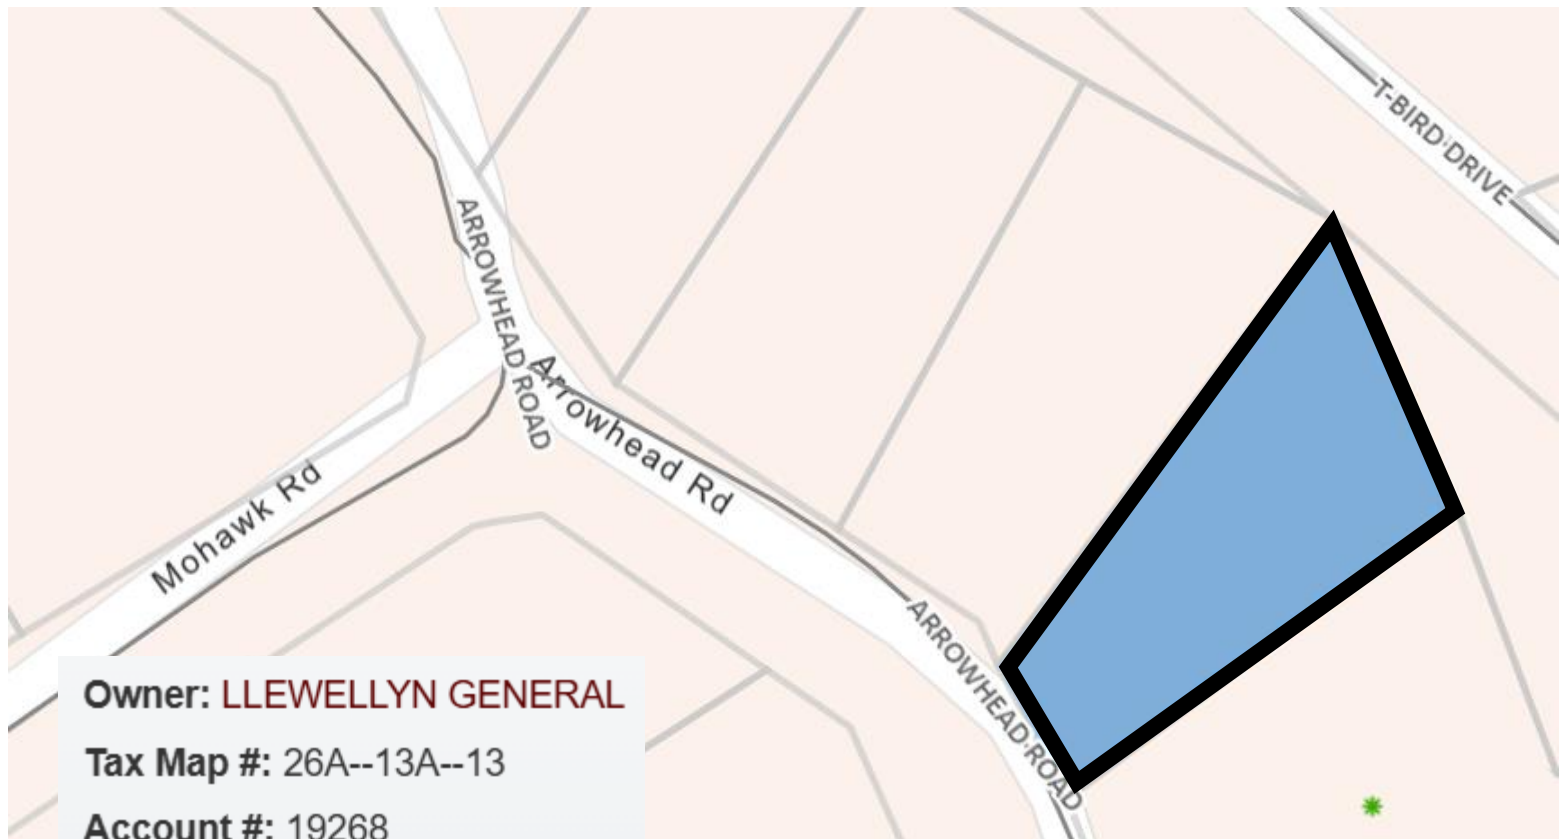 T-BIRD DRIVE
ARROWHEAD ROAD
Arrowhead Rd
Mohawk Rd
ARROWHEAD ROAD
Owner: LLEWELLYN GENERAL
Tax Map #: 26A--13A--13
Account #: 19268